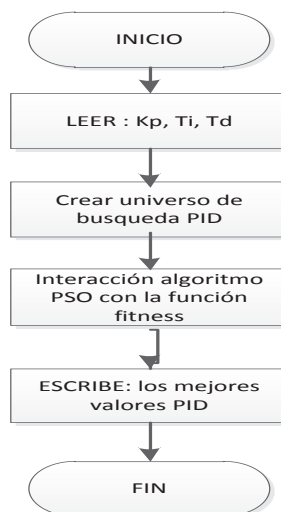 INICIO
LEER : Kp, Ti, Td
Crear universo de
busqueda PID
Interacción algoritmo
PSO con la función
fitness
ESCRIBE: los mejores
valores PID
FIN